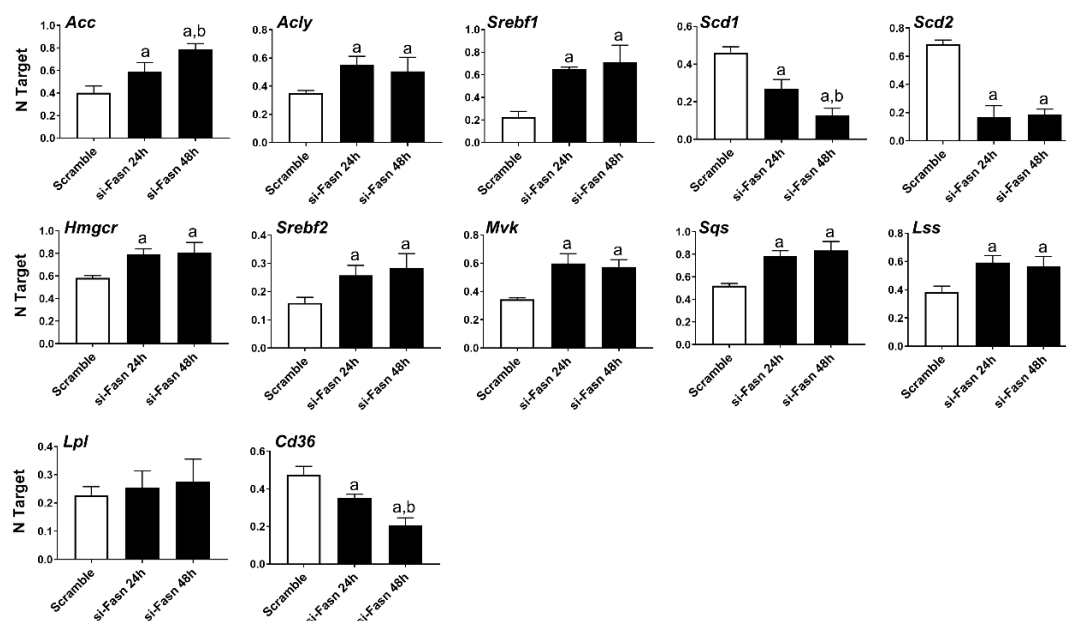 Acc
N Target
1.0
0.8
0.6
0.4
0.2
0.0
a
a,b
Scramble
si-Fasn 24h
si-Fasn 48h
Acly
0.8
0.6
0.4
0.2
0.0
a
a
Scramble
si-Fasn 24h
si-Fasn 48h
Srebf1
1.0
0.8
0.6
0.4
0.2
0.0
a
a
Scramble
si-Fasn 24h
si-Fasn 48h
Scd1
0.6
0.4
0.2
0.0
a
a,b
Scramble
si-Fasn 24h
si-Fasn 48h
Scd2
0.8
0.6
0.4
0.2
0.0
a
a
Scramble
si-Fasn 24h
si-Fasn 48h
Hmgcr
N Target
1.0
0.8
0.6
0.4
0.2
0.0
a
a
Scramble
si-Fasn 24h
si-Fasn 48h
Srebf2
0.4
0.3
0.2
0.1
0.0
a
a
Scramble
si-Fasn 24h
si-Fasn 48h
Mvk
0.8
0.6
0.4
0.2
0.0
a
a
Scramble
si-Fasn 24h
si-Fasn 48h
Sqs
1.0
0.8
0.6
0.4
0.2
0.0
a
a
Scramble
si-Fasn 24h
si-Fasn 48h
Lss
0.8
0.6
0.4
0.2
0.0
a
a
Scramble
si-Fasn 24h
si-Fasn 48h
Lpl
N Target
0.4
0.3
0.2
0.1
0.0
Scramble
si-Fasn 24h
si-Fasn 48h
Cd36
0.6
0.4
0.2
0.0
a
a,b
Scramble
si-Fasn 24h
si-Fasn 48h